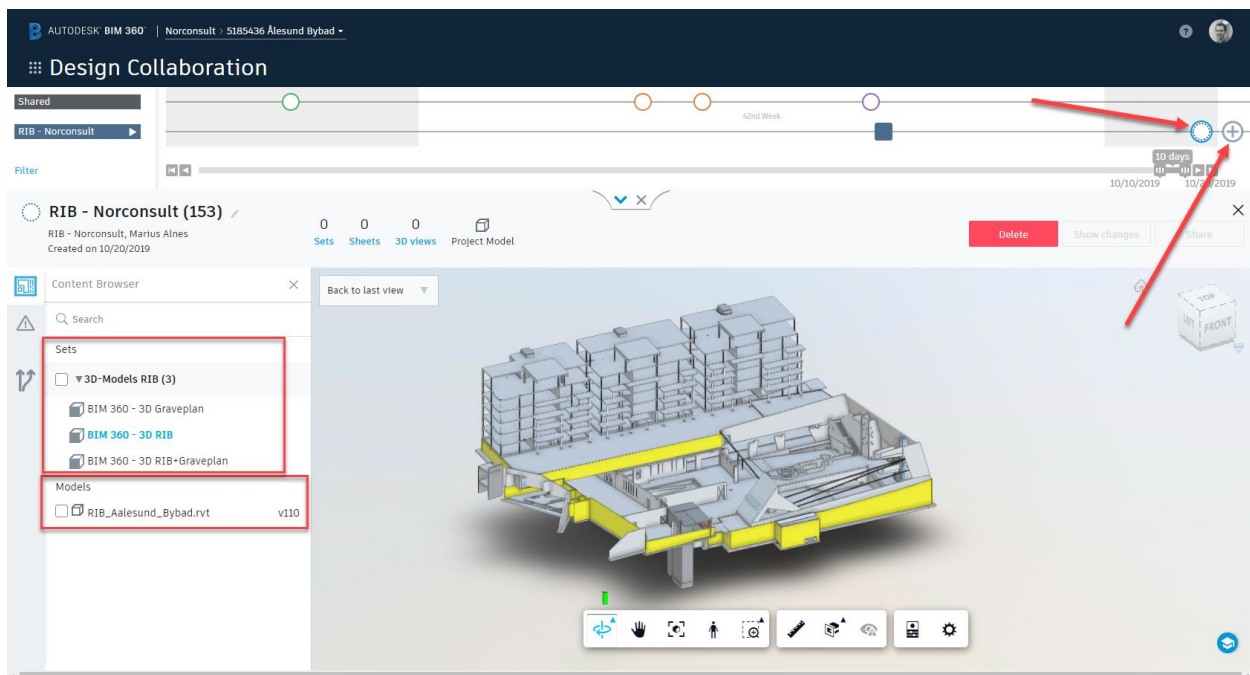 AUTODESK' BIM 360' | Norconsult > 5185436 Ålesund Bybad
Design Collaboration
Shared
42nd Week
RIB - Norconsult
Filter
10 days
10/10/2019
RIB - Norconsult (153)
RIB - Norconsult, Marius Alnes
Created on 10/20/2019
0 Sets
0 Sheets
0 3D views
Project Model
Delete
Show changes
Share
Content Browser
Back to last view
Search
TOP
LEFT
FRONT
Sets
3D-Models RIB (3)
BIM 360 - 3D Graveplan
BIM 360 - 3D RIB
BIM 360 - 3D RIB+Graveplan
Models
RIB_Aalesund_Bybad.rvt v110